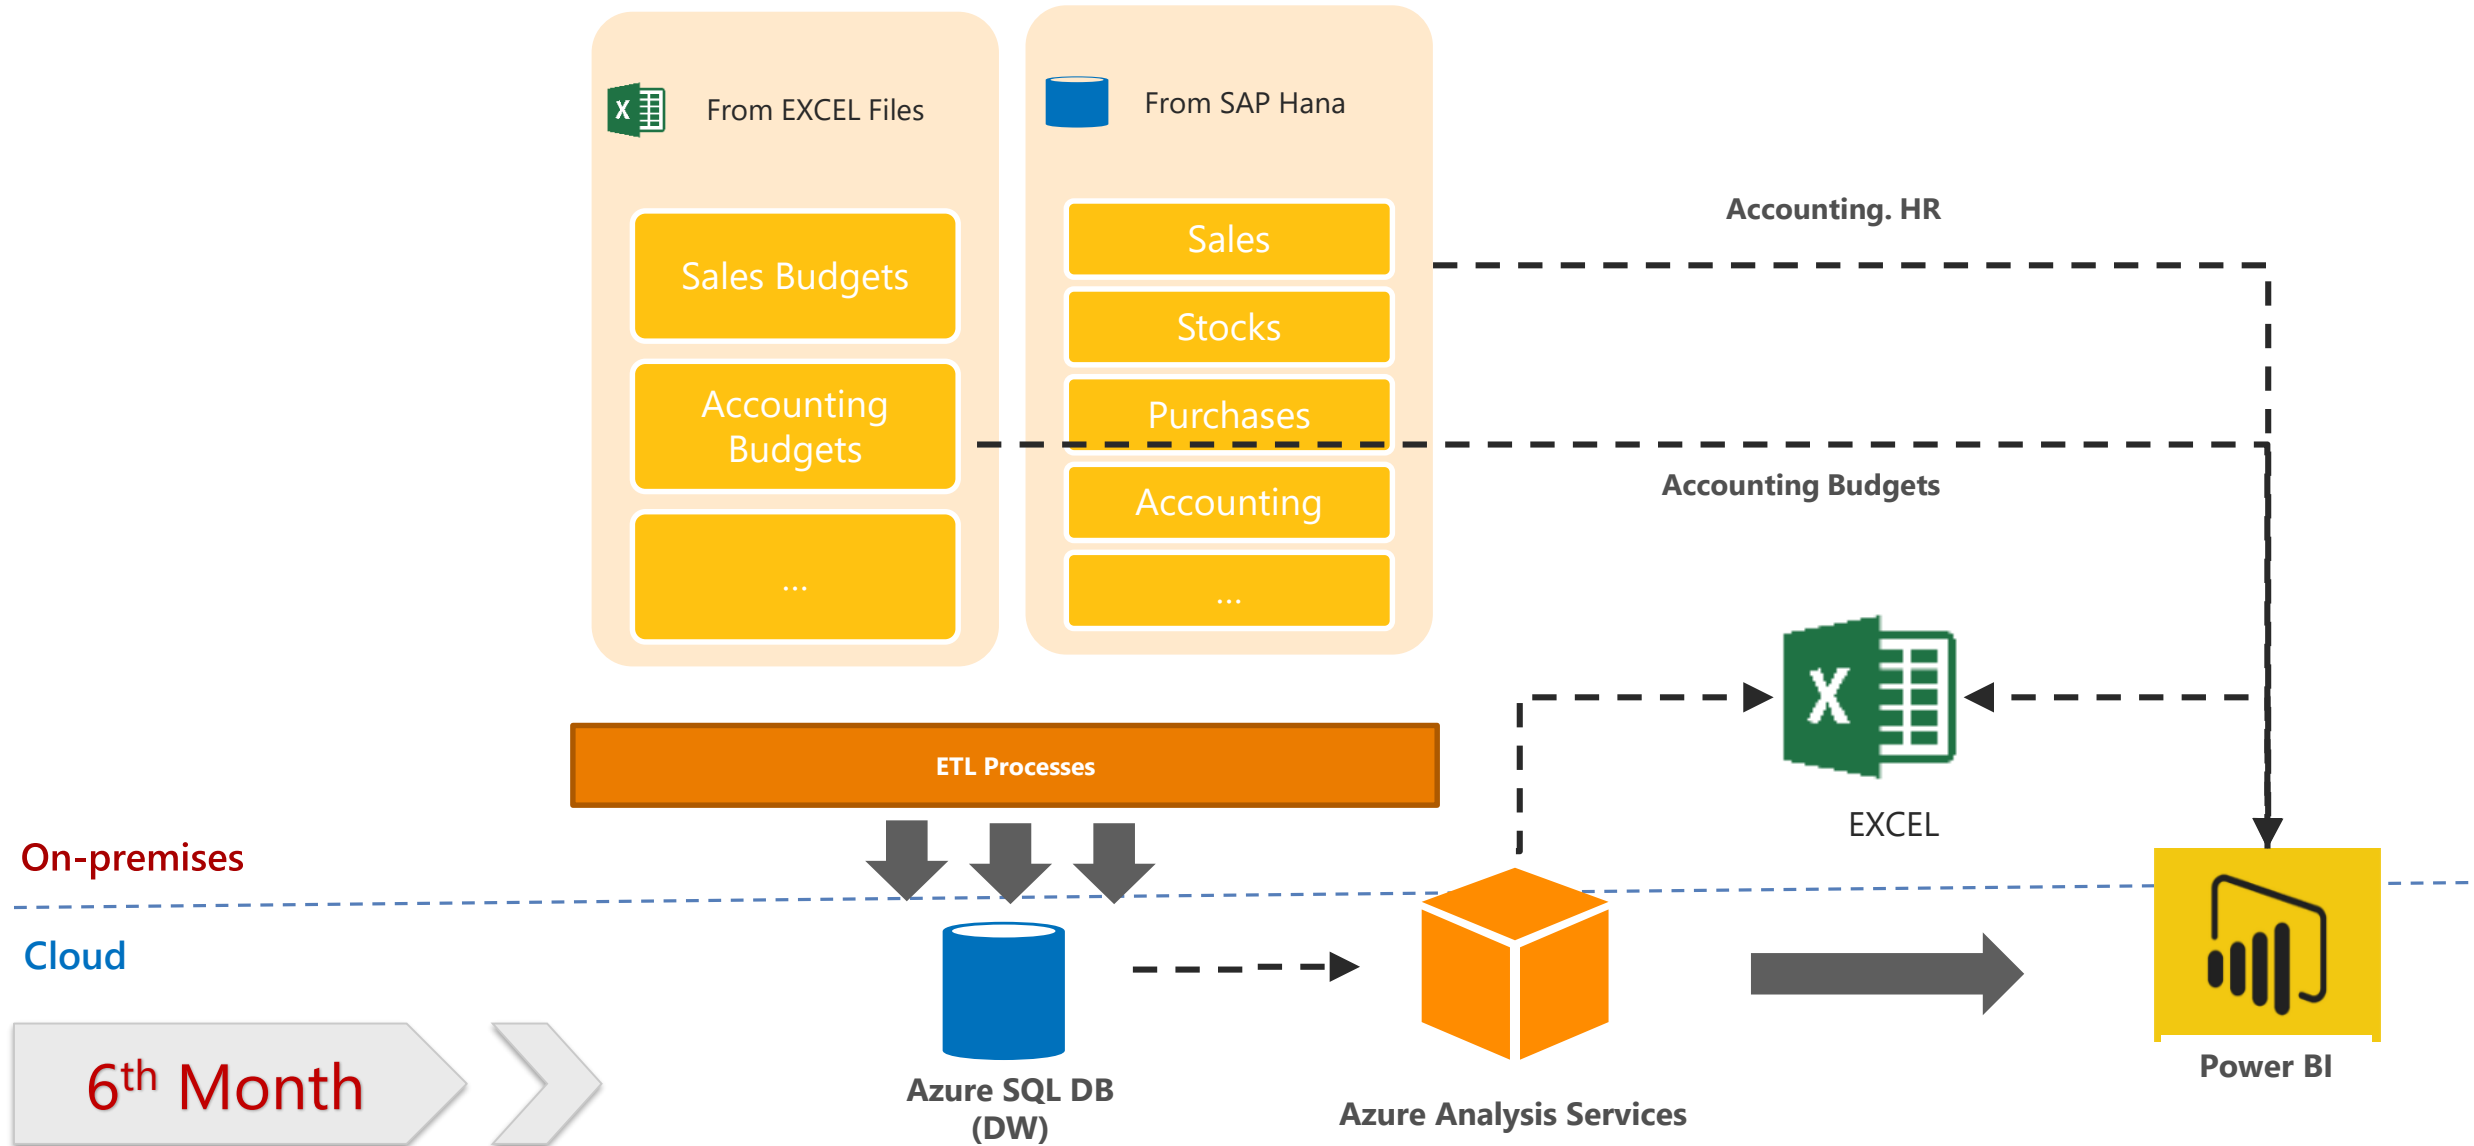 From EXCEL Files
Sales Budgets
Accounting
Budgets
...
From SAP Hana
Sales
Stocks
Purchases
Accounting
...
Accounting. HR
Accounting Budgets
ETL Processes
EXCEL
On-premises
Cloud
6th Month
Azure SQL DB
(DW)
Azure Analysis Services
Power BI